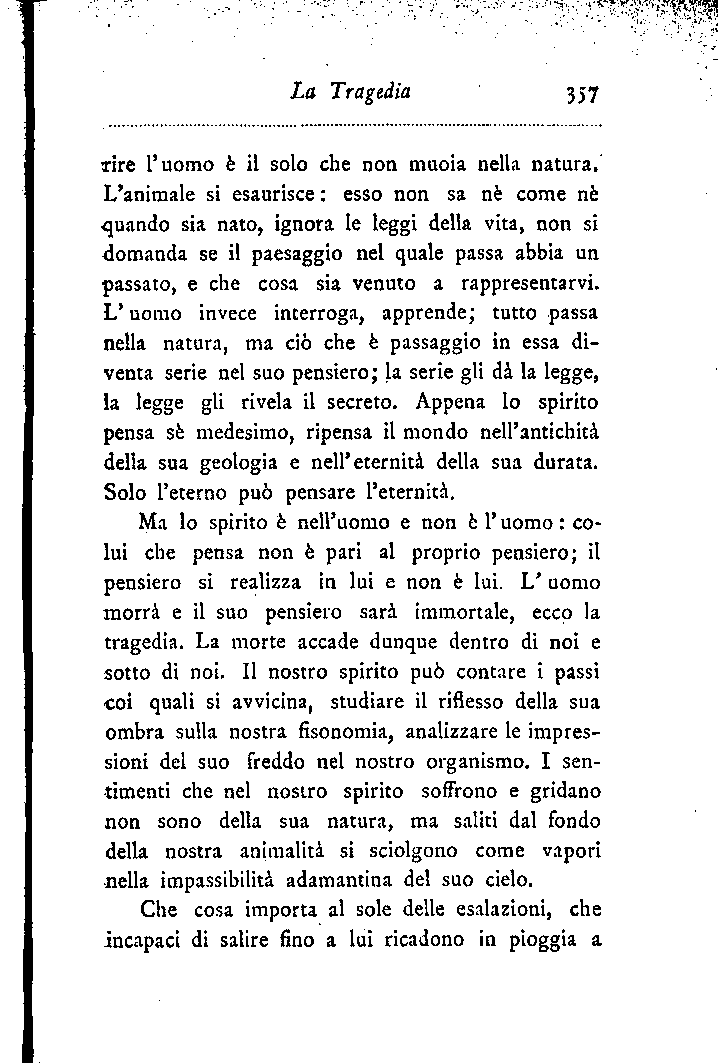 La Tragedia 357
rire l'uomo è il solo che non muoia nella natura.
L'animale si esaurisce: esso non sa nè come nè
quando sia nato, ignora le leggi della vita, non si
domanda se il paesaggio nel quale passa abbia un
passato, e che cosa sia venuto a rappresentarvi.
L'uomo invece interroga, apprende; tutto passa
nella natura, ma ciò che è passaggio in essa di-
venta serie nel suo pensiero; la serie gli dà la legge,
la legge gli rivela il secreto. Appena lo spirito
pensa sè medesimo, ripensa il mondo nell'antichità
della sua geologia e nell'eternità della sua durata.
Solo l'eterno può pensare l'eternità.
Ma lo spirito è nell'uomo e non è l'uomo: co-
lui che pensa non è pari al proprio pensiero; il
pensiero si realizza in lui e non è lui. L'uomo
morrà e il suo pensiero sarà immortale, ecco la
tragedia. La morte accade dunque dentro di noi e
sotto di noi. Il nostro spirito può contare i passi
coi quali si avvicina, studiare il riflesso della sua
ombra sulla nostra fisonomia, analizzare le impres-
sioni del suo freddo nel nostro organismo. I sen-
timenti che nel nostro spirito soffrono e gridano
non sono della sua natura, ma saliti dal fondo
della nostra animalità si sciolgono come vapori
nella impassibilità adamantina del suo cielo.
Che cosa importa al sole delle esalazioni, che
incapaci di salire fino a lui ricadono in pioggia a